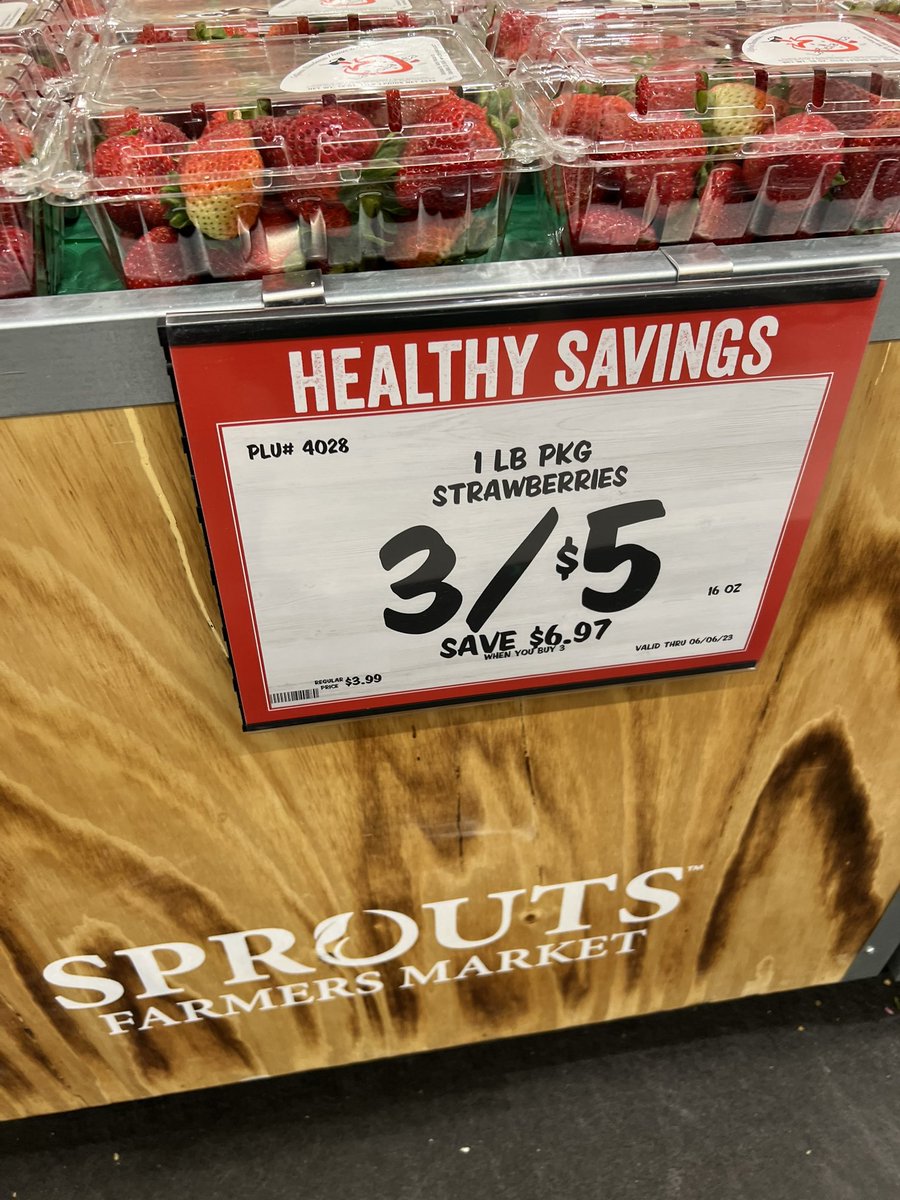 HEALTHY SAVINGS
PLU# 4028
1 LB PKG
STRAWBERRIES
3/$5
16 OZ
SAVE $6.97
WHEN YOU BUY 3
VALID THRU 06/06/23
REGULAR
PRICE $3.99
SPROUTS™
FARMERS MARKET